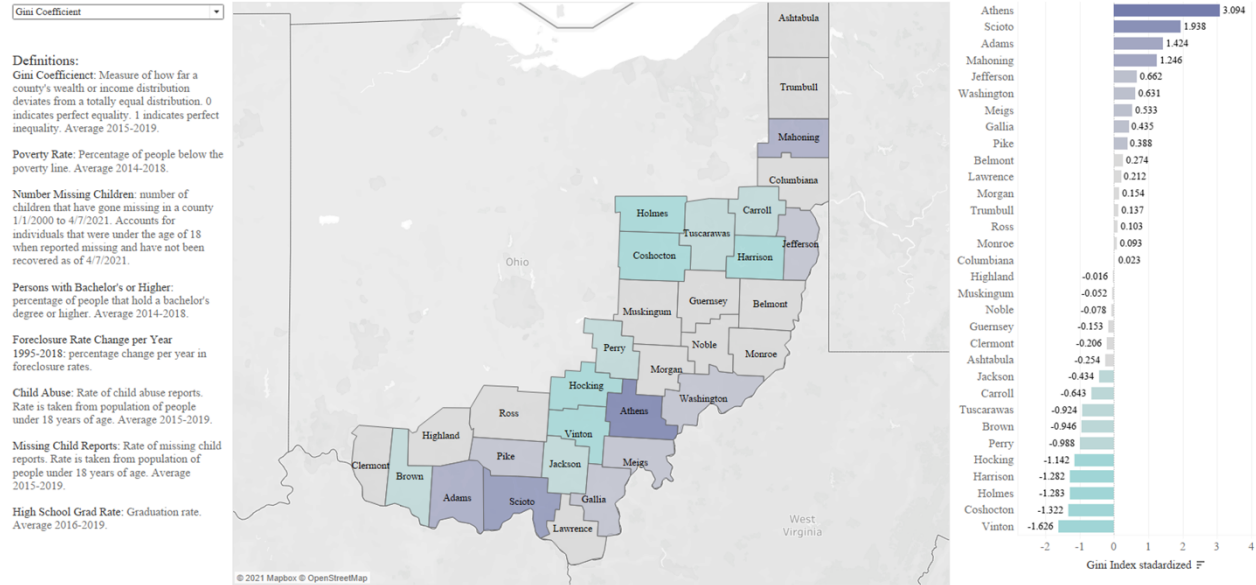 Gini Coefficient
Definitions:
Gini Coefficienct: Measure of how far a
county's wealth or income distribution
deviates from a totally equal distribution. 0
indicates perfect equality. 1 indicates perfect
inequality. Average 2015-2019.
Poverty Rate: Percentage of people below the
poverty line. Average 2014-2018.
Number Missing Children: number of
children that have gone missing in a county
1/1/2000 to 4/7/2021. Accounts for
individuals that were under the age of 18
when reported missing and have not been
recovered as of 4/7/2021.
Persons with Bachelor's or Higher:
percentage of people that hold a bachelor's
degree or higher. Average 2014-2018.
Foreclosure Rate Change per Year
1995-2018: percentage change per year in
foreclosure rates.
Child Abuse: Rate of child abuse reports.
Rate is taken from population of people
under 18 years of age. Average 2015-2019.
Missing Child Reports: Rate of missing child
reports. Rate is taken from population of
people under 18 years of age. Average
2015-2019.
High School Grad Rate: Graduation rate.
Average 2016-2019.
Ashtabula
Trumbull
Mahoning
Columbiana
Holmes
Carroll
Tuscarawas
Jefferson
Coshocton
Harrison
Ohio
Muskingum
Guernsey
Belmont
Noble
Perry
Monroe
Morgan
Hocking
Washington
Athens
Ross
Vinton
Highland
Pike
Meigs
Clermont
Jackson
Brown
Adams
Scioto
Gallia
Lawrence
West
Virginia
© 2021 Mapbox © OpenStreetMap
Athens 3.094
Scioto 1.938
Adams 1.424
Mahoning 1.246
Jefferson 0.662
Washington 0.631
Meigs 0.533
Gallia 0.435
Pike 0.388
Belmont 0.274
Lawrence 0.212
Morgan 0.154
Trumbull 0.137
Ross 0.103
Monroe 0.093
Columbiana 0.023
Highland -0.016
Muskingum -0.052
Noble -0.078
Guernsey -0.153
Clermont -0.206
Ashtabula -0.254
Jackson -0.434
Carroll -0.643
Tuscarawas -0.924
Brown -0.946
Perry -0.988
Hocking -1.142
Harrison -1.282
Holmes -1.283
Coshocton -1.322
Vinton -1.626
-2 -1 0 1 2 3 4
Gini Index stadardized